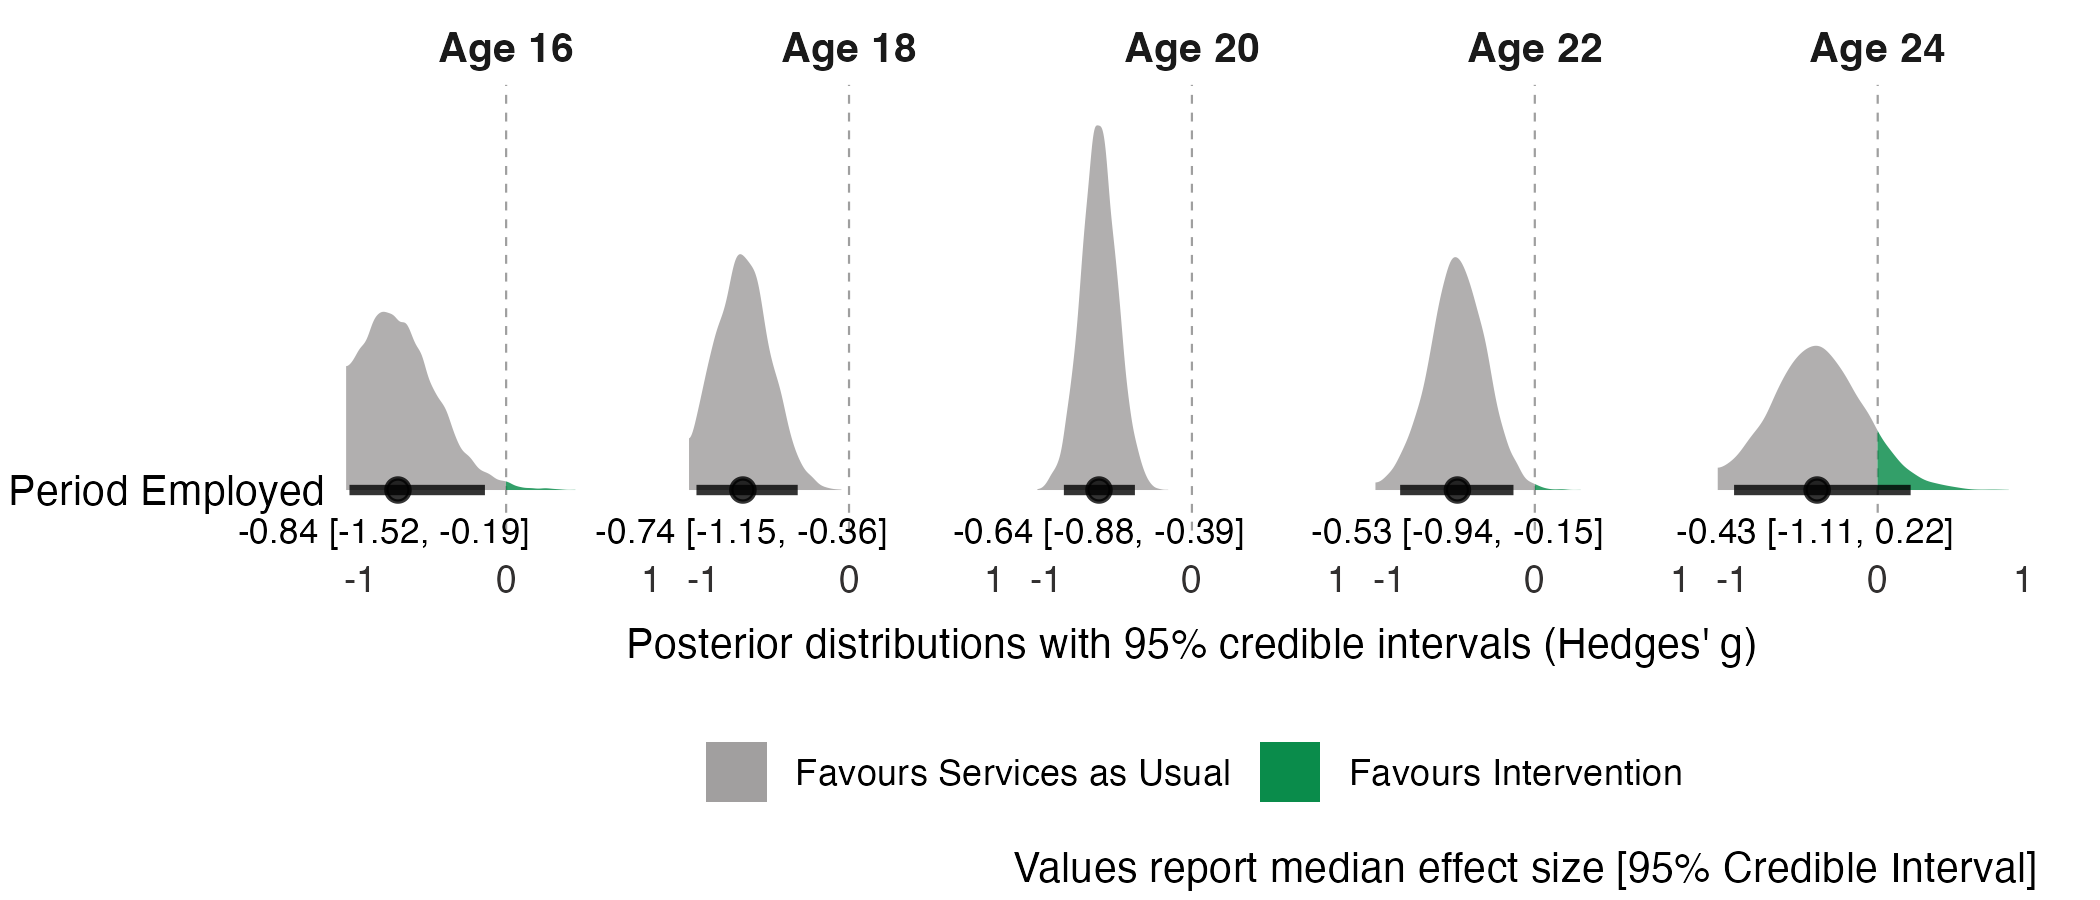 Age 16 Age 18 Age 20 Age 22 Age 24
Period Employed
-0.84 [-1.52, -0.19] -0.74 [-1.15, -0.36] -0.64 [-0.88, -0.39] -0.53 [-0.94, -0.15] -0.43 [-1.11, 0.22]
-1 0 1 -1 0 1 -1 0 1 -1 0 1 -1 0 1
Posterior distributions with 95% credible intervals (Hedges' g)
Favours Services as Usual Favours Intervention
Values report median effect size [95% Credible Interval]